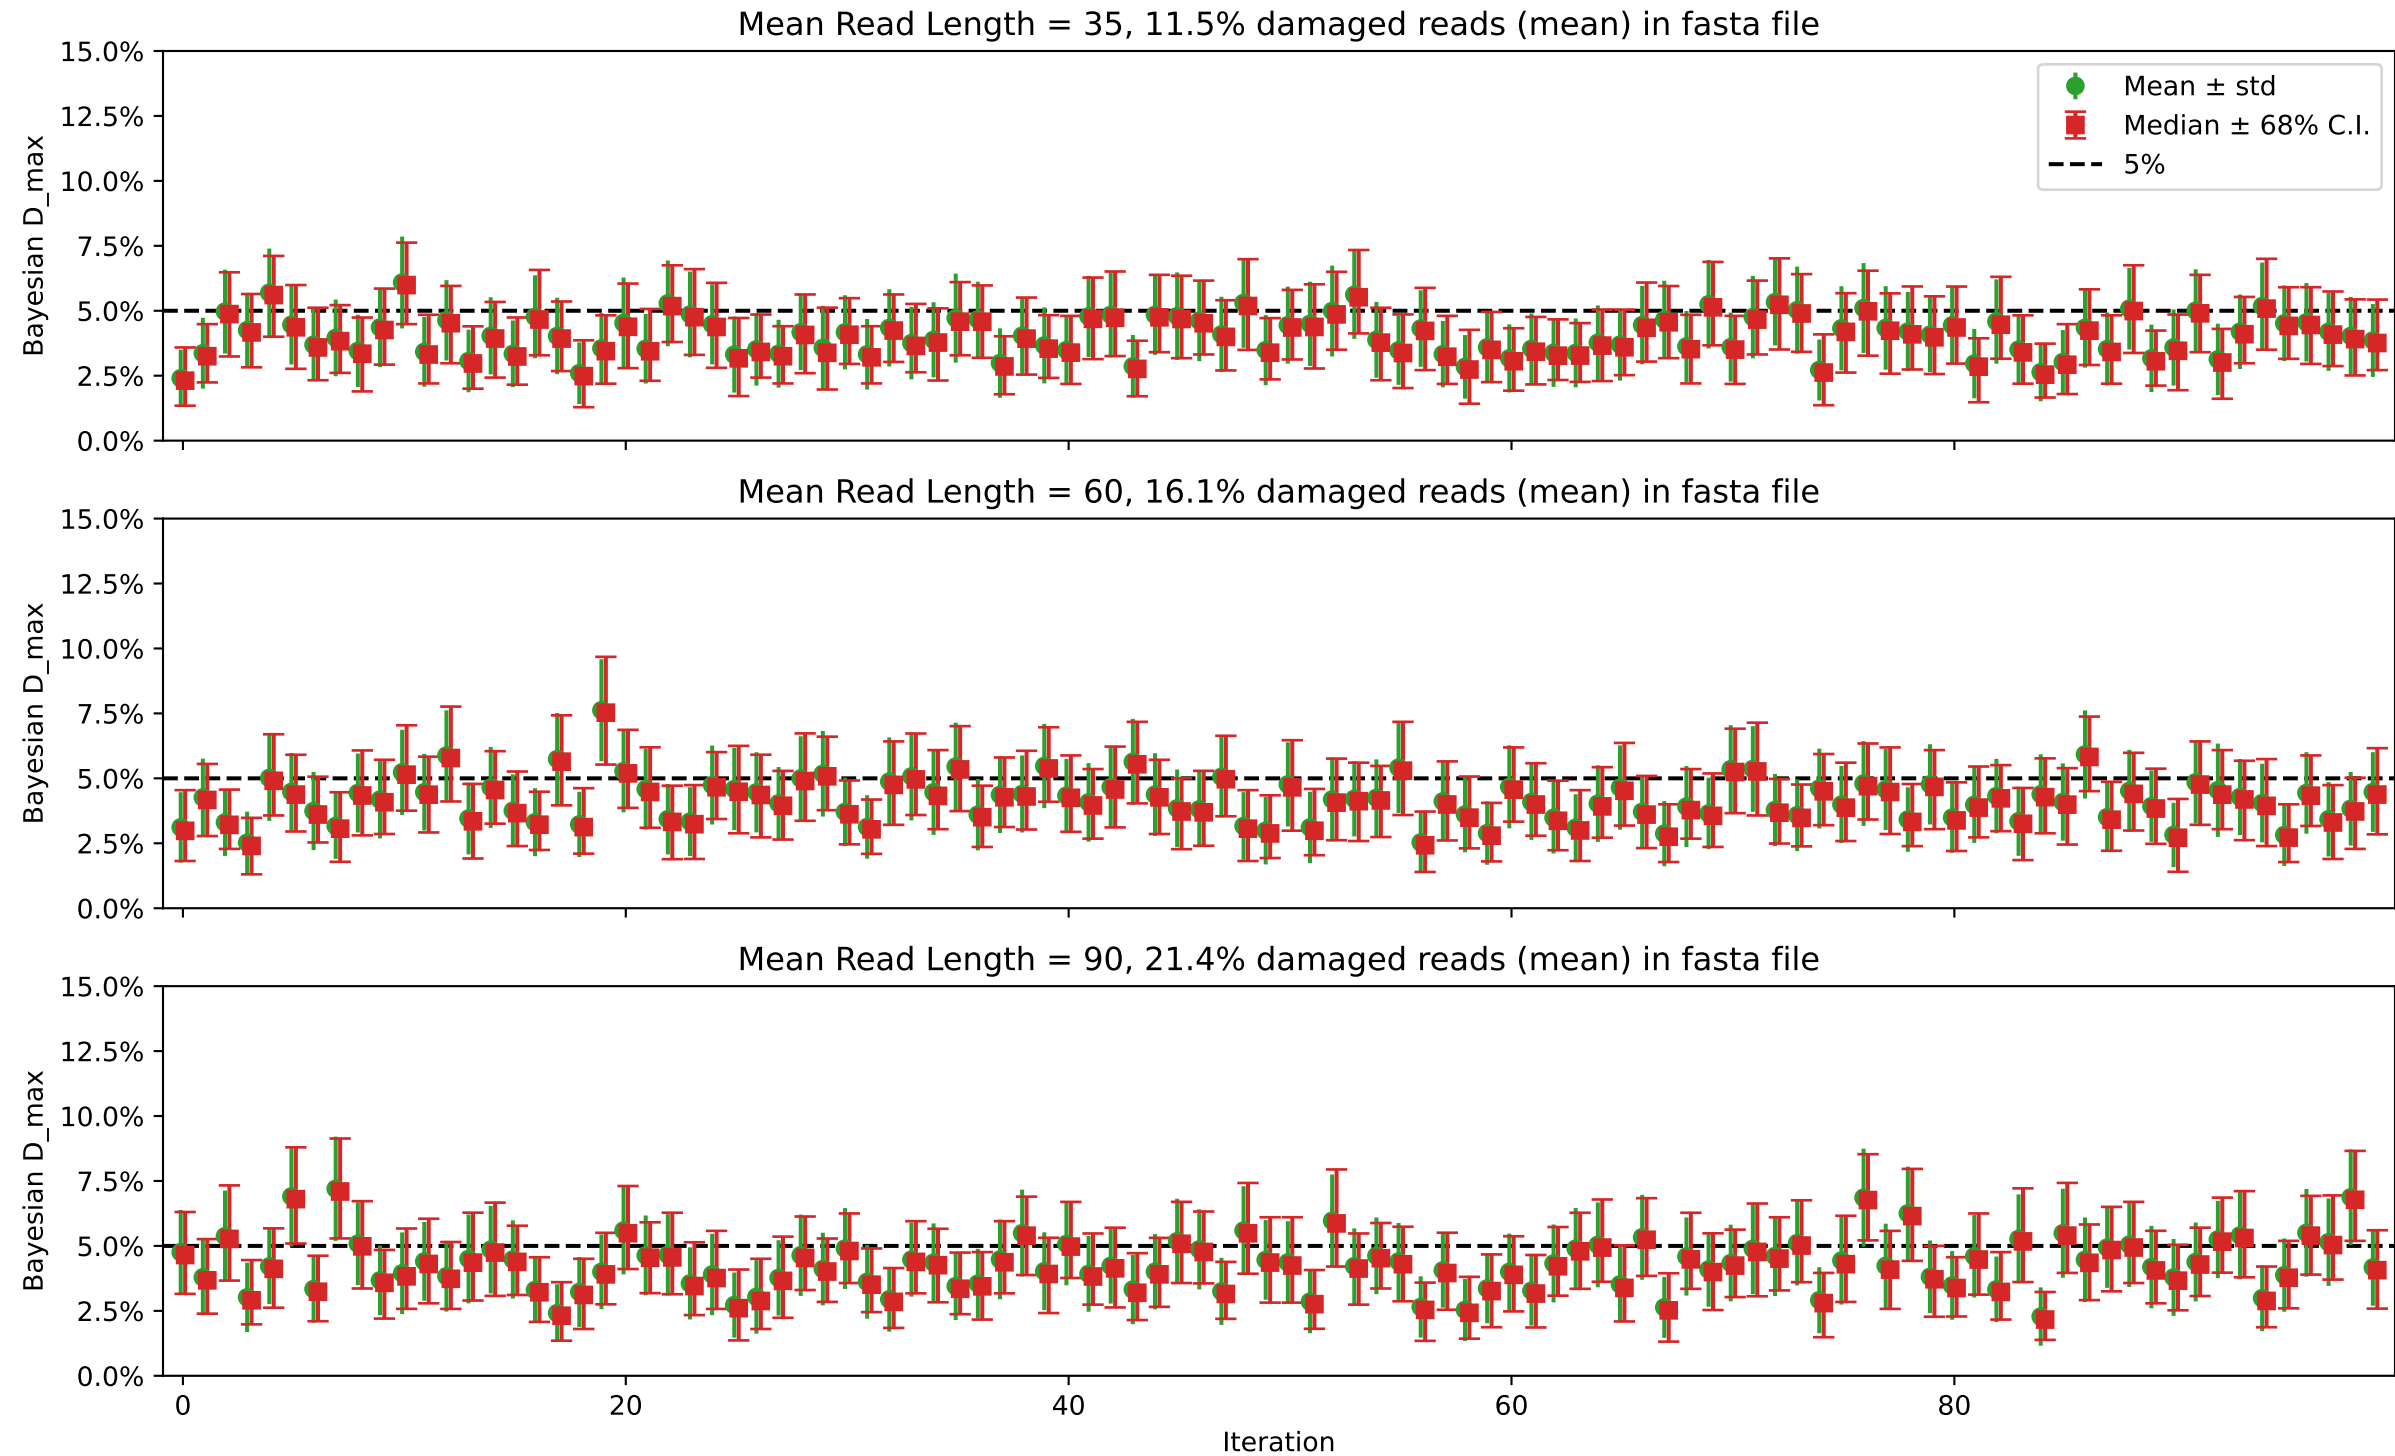 Mean Read Length = 35, 11.5% damaged reads (mean) in fasta file
15.0%
12.5%
10.0%
7.5%
5.0%
2.5%
0.0%
Bayesian D_max
Mean ± std
Median ± 68% C.I.
5%
Mean Read Length = 60, 16.1% damaged reads (mean) in fasta file
15.0%
12.5%
10.0%
7.5%
5.0%
2.5%
0.0%
Bayesian D_max
Mean Read Length = 90, 21.4% damaged reads (mean) in fasta file
15.0%
12.5%
10.0%
7.5%
5.0%
2.5%
0.0%
Bayesian D_max
0 20 40 60 80
Iteration